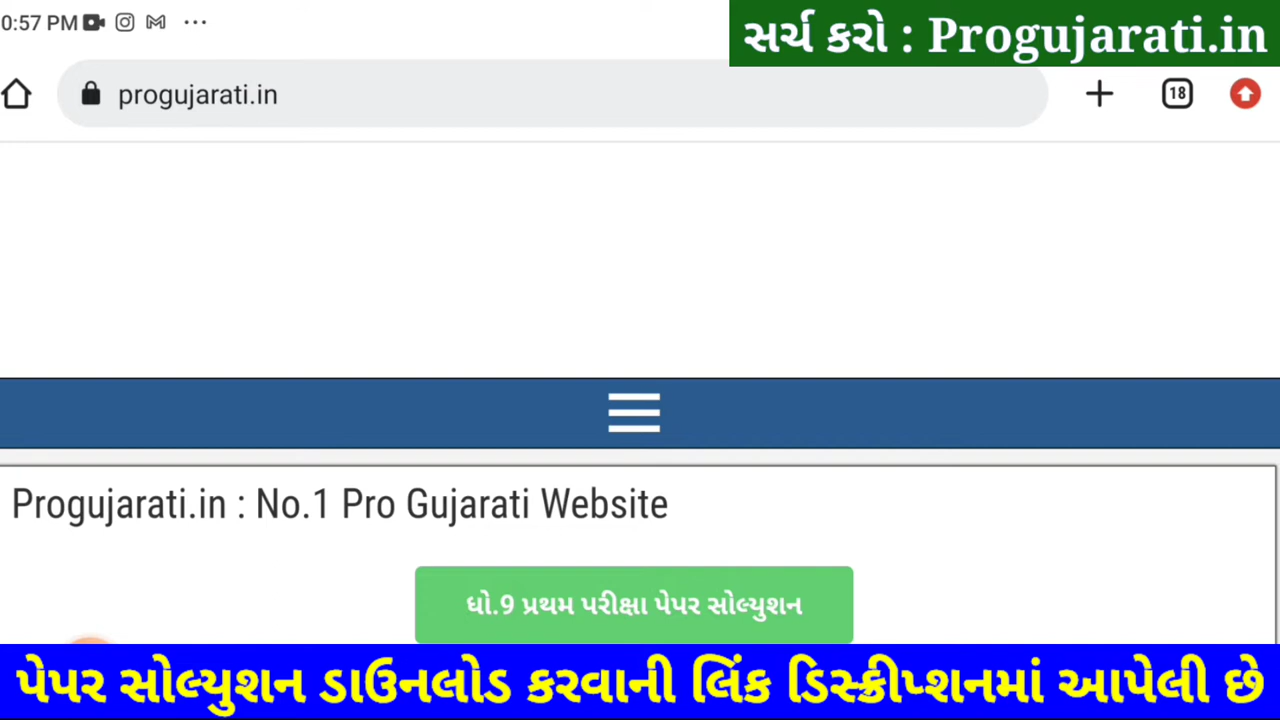 0:57 PM
સર્ચ કરો : Progujarati.in
progujarati.in
18
Progujarati.in : No.1 Pro Gujarati Website
ધો.9 પ્રથમ પરીક્ષા પેપર સોલ્યુશન
પેપર સોલ્યુશન ડાઉનલોડ કરવાની લિંક ડિસ્ક્રીપ્શનમાં આપેલી છે